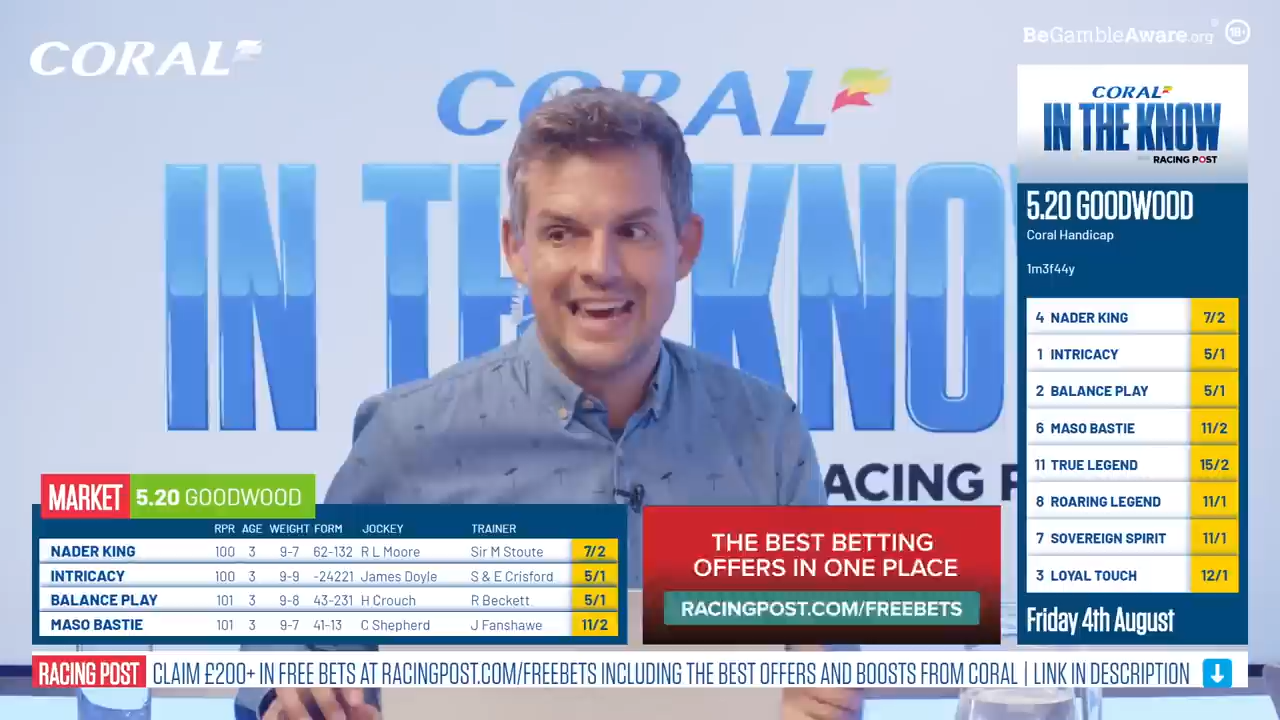 CORAL
BeGambleAware.org
18+
CORAL
IN THE KNOW
RACING P
CORAL
IN THE KNOW
RACING POST
5.20 GOODWOOD
Coral Handicap
1m3f44y
4 NADER KING 7/2
1 INTRICACY 5/1
2 BALANCE PLAY 5/1
6 MASO BASTIE 11/2
11 TRUE LEGEND 15/2
8 ROARING LEGEND 11/1
7 SOVEREIGN SPIRIT 11/1
3 LOYAL TOUCH 12/1
Friday 4th August
MARKET 5.20 GOODWOOD
RPR AGE WEIGHT FORM JOCKEY TRAINER
NADER KING 100 3 9-7 62-132 R L Moore Sir M Stoute 7/2
INTRICACY 100 3 9-9 -24221 James Doyle S & E Crisford 5/1
BALANCE PLAY 101 3 9-8 43-231 H Crouch R Beckett 5/1
MASO BASTIE 101 3 9-7 41-13 C Shepherd J Fanshawe 11/2
THE BEST BETTING
OFFERS IN ONE PLACE
RACINGPOST.COM/FREEBETS
RACING POST CLAIM £200+ IN FREE BETS AT RACINGPOST.COM/FREEBETS INCLUDING THE BEST OFFERS AND BOOSTS FROM CORAL | LINK IN DESCRIPTION